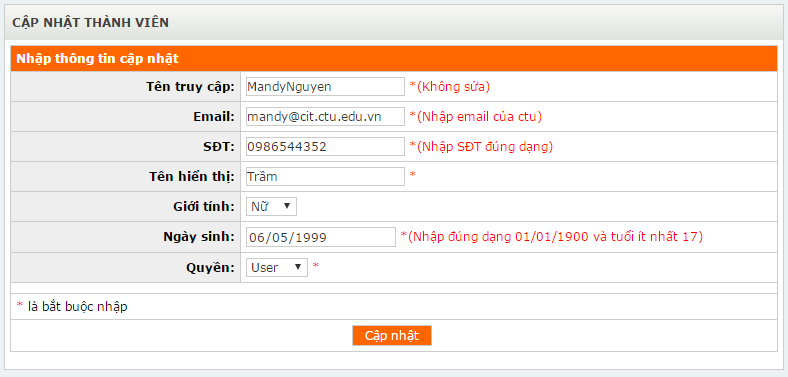 CẬP NHẬT THÀNH VIÊN
Nhập thông tin cập nhật
Tên truy cập: MandyNguyen *(Không sửa)
Email: mandy@cit.ctu.edu.vn *(Nhập email của ctu)
SĐT: 0986544352 *(Nhập SĐT đúng dạng)
Tên hiển thị: Trầm *
Giới tính: Nữ
Ngày sinh: 06/05/1999 *(Nhập đúng dạng 01/01/1900 và tuổi ít nhất 17)
Quyền: User *
* là bắt buộc nhập
Cập nhật